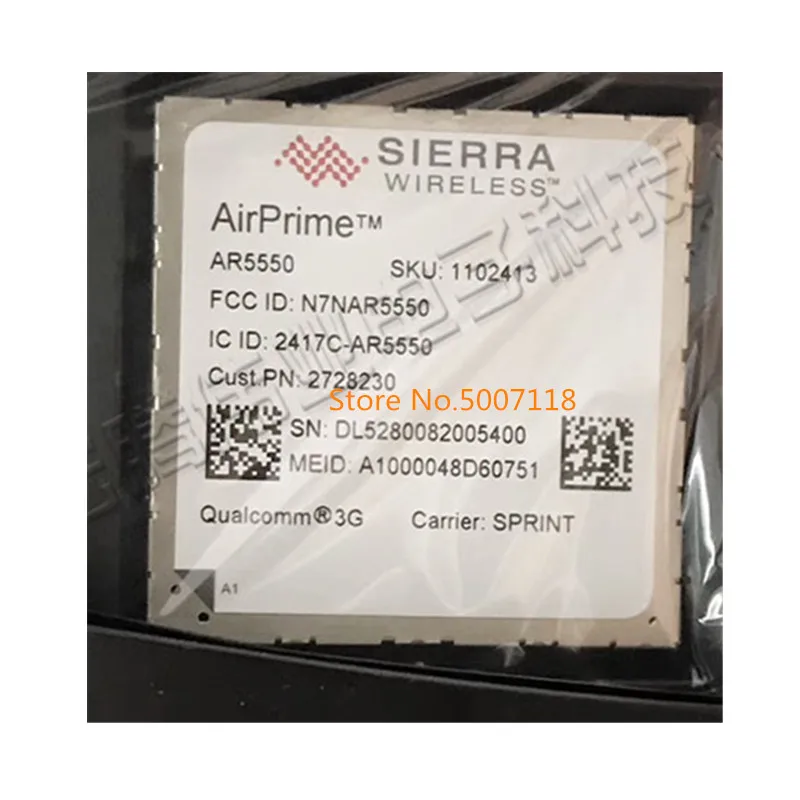 SIERRA
WIRELESS™
AirPrime™
AR5550 SKU: 1102413
FCC ID: N7NAR5550
IC ID: 2417C-AR5550
Cust.PN: 2728230
Store No.5007118
SN: DL5280082005400
MEID: A1000048D60751
Qualcomm®3G Carrier: SPRINT
A1